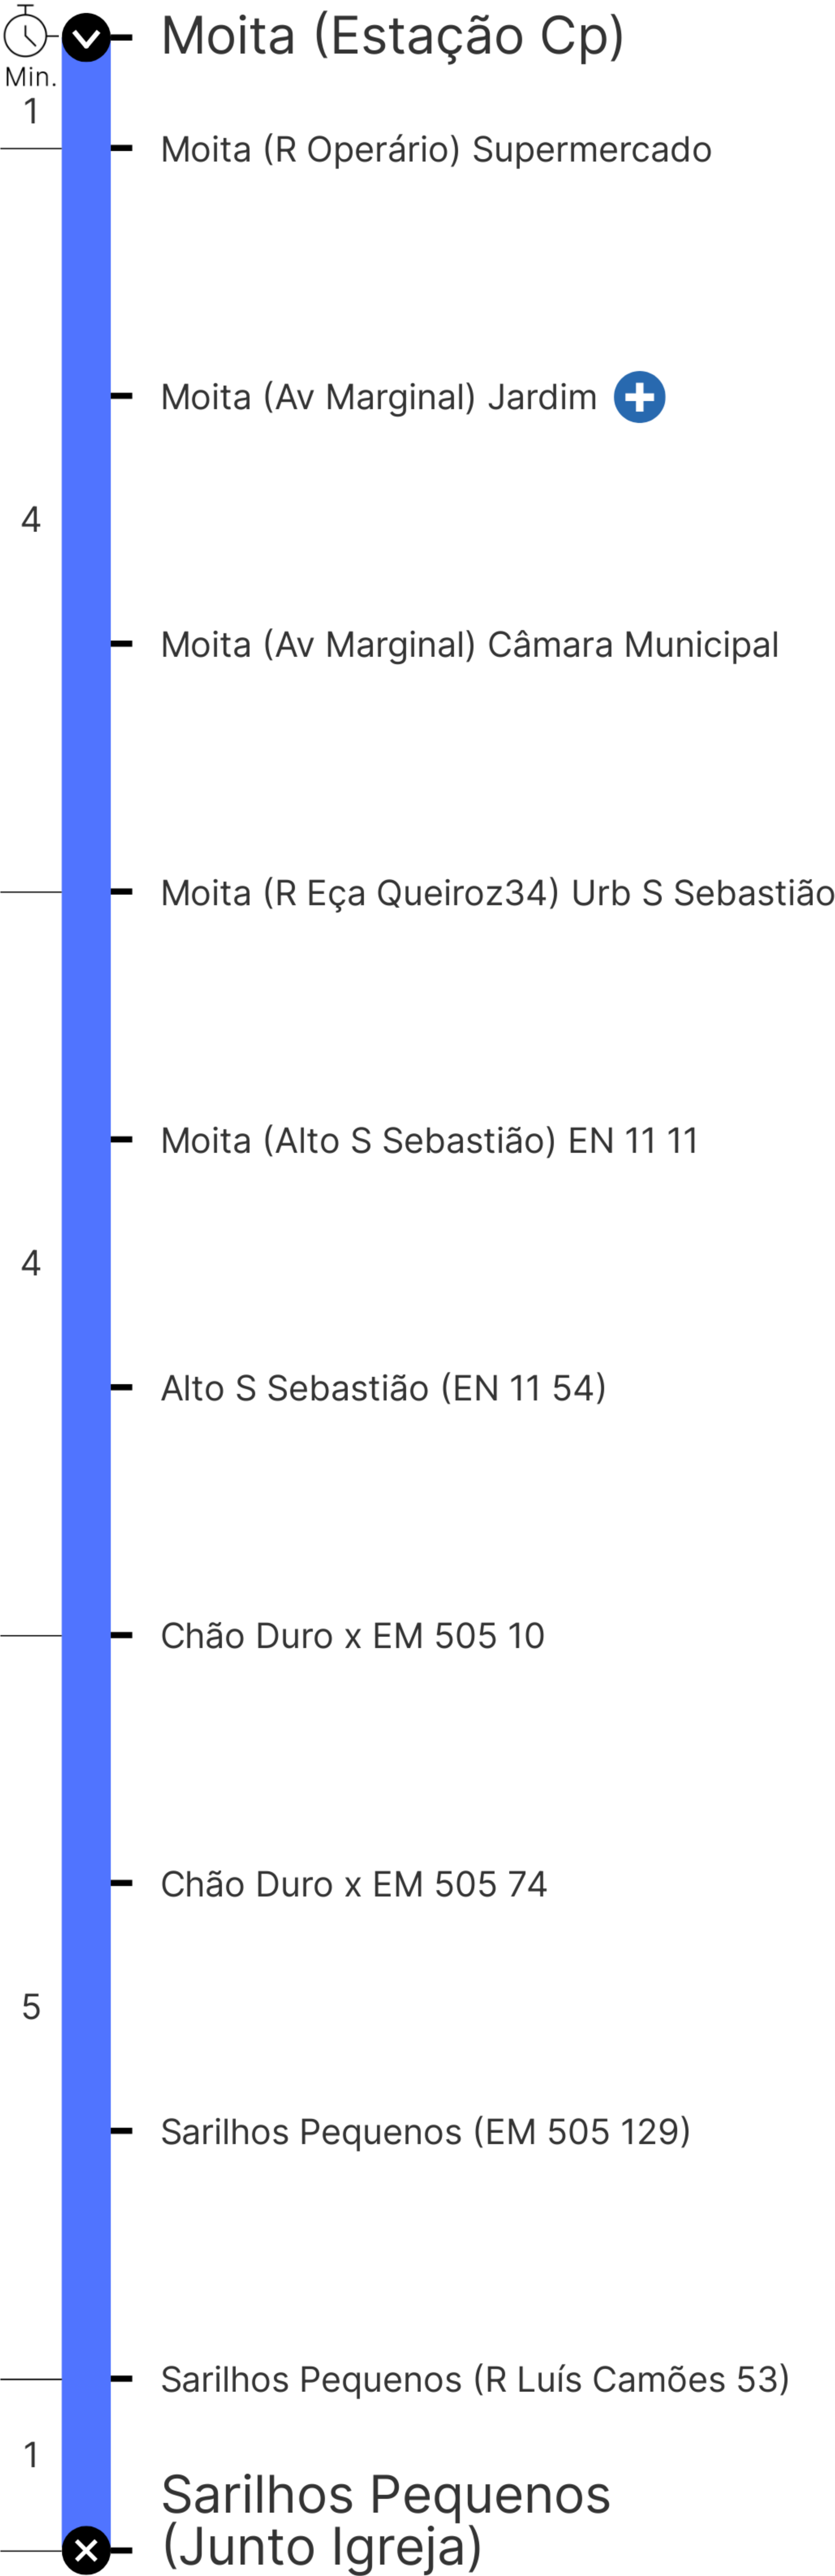 Moita (Estação Cp)
Min.
1
Moita (R Operário) Supermercado
Moita (Av Marginal) Jardim
4
Moita (Av Marginal) Câmara Municipal
Moita (R Eça Queiroz34) Urb S Sebastião
Moita (Alto S Sebastião) EN 11 11
4
Alto S Sebastião (EN 11 54)
Chão Duro x EM 505 10
Chão Duro x EM 505 74
5
Sarilhos Pequenos (EM 505 129)
Sarilhos Pequenos (R Luís Camões 53)
1
Sarilhos Pequenos
(Junto Igreja)